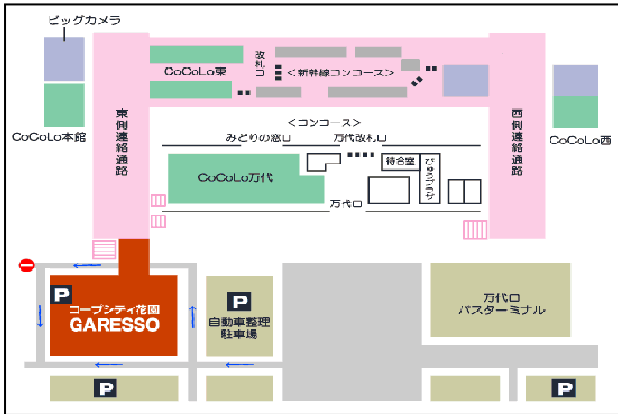 ビッグカメラ
CoCoLo東
改札口
<新幹線コンコース>
CoCoLo本館
東側連絡通路
西側連絡通路
CoCoLo西
<コンコース>
みどりの窓口
万代改札口
CoCoLo万代
待合室
びゅうプラザ
万代口
P
コープシティ花園
GARESSO
P
自動車整理
駐車場
万代口
バスターミナル
P
P